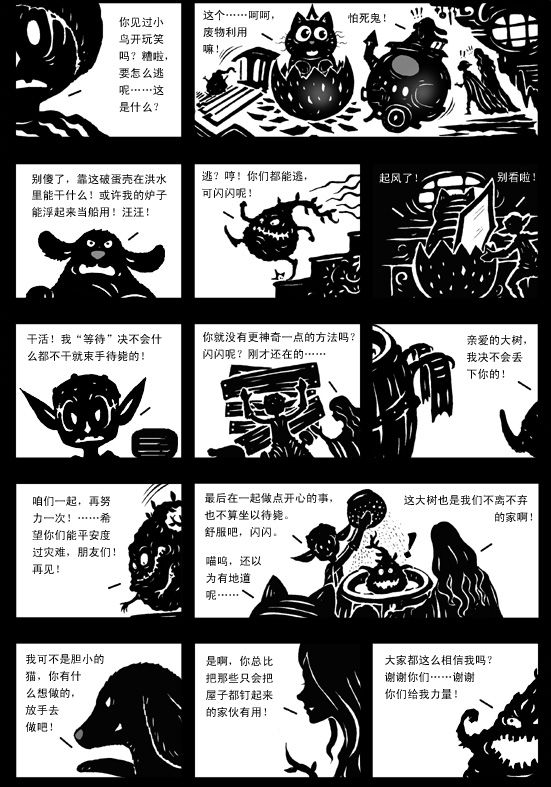 你见过小
鸟开玩笑
吗？糟啦，
要怎么逃
呢……这
是什么？
这个……呵呵，
废物利用
嘛！
怕死鬼！
别傻了，靠这破蛋壳在洪水
里能干什么！或许我的炉子
能浮起来当船用！汪汪！
逃？哼！你们都能逃，
可闪闪呢！
起风了！
别看啦！
干活！我“等待”决不会什
么都不干就束手待毙的！
你就没有更神奇一点的方法吗？
闪闪呢？刚才还在的……
亲爱的大树，
我决不会丢
下你的！
咱们一起，再努
力一次！……希
望你们能平安度
过灾难，朋友们！
再见！
最后在一起做点开心的事，
也不算坐以待毙。
舒服吧，闪闪。
喵呜，还以
为有地道
呢……
这大树也是我们不离不弃
的家啊！
我可不是胆小的
猫，你有什
么想做的，
放手去
做吧！
是啊，你总比
把那些只会把
屋子都钉起来
的家伙有用！
大家都这么相信我吗？
谢谢你们……谢谢
你们给我力量！